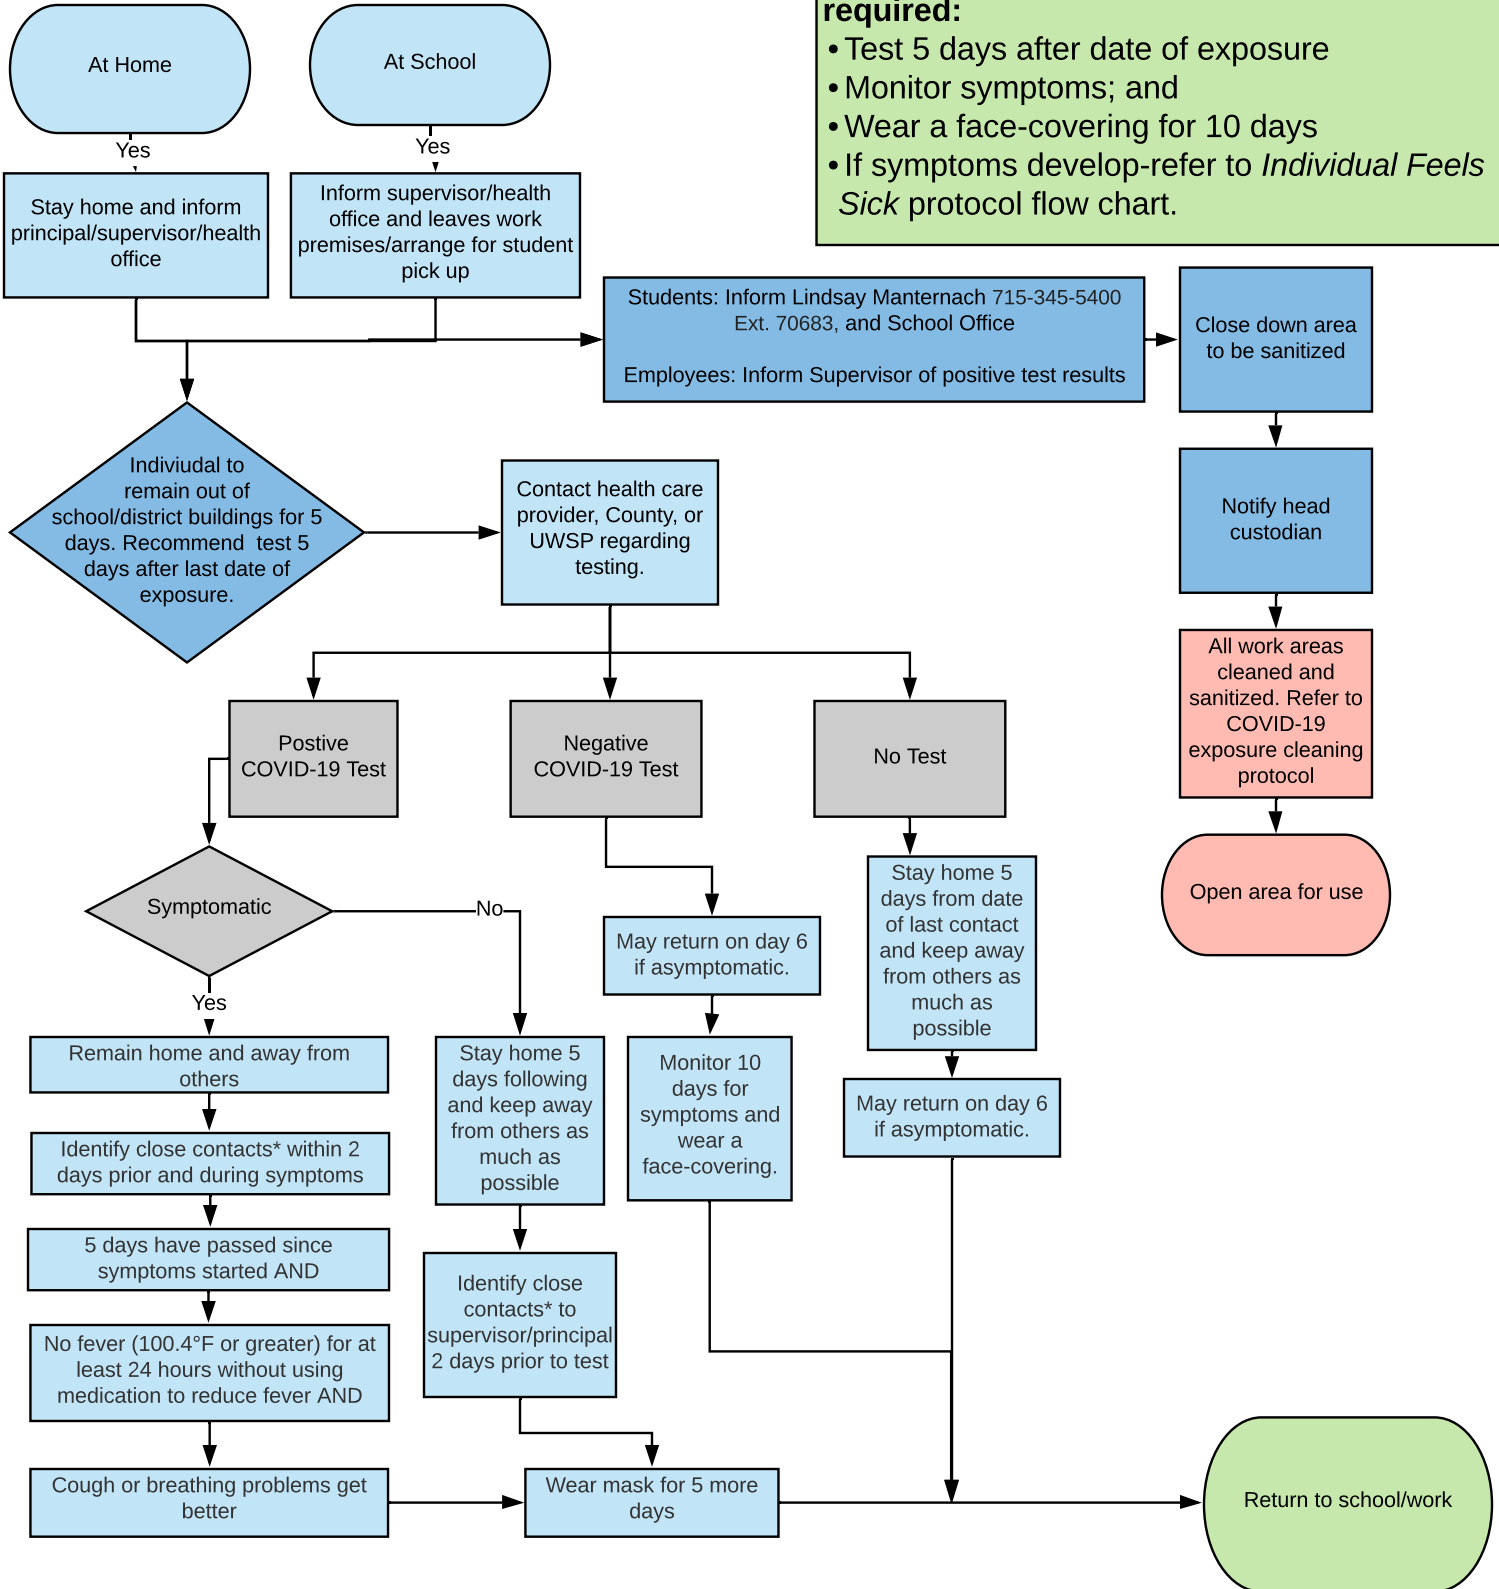 required:
• Test 5 days after date of exposure
• Monitor symptoms; and
• Wear a face-covering for 10 days
• If symptoms develop-refer to Individual Feels
Sick protocol flow chart.
At Home
Yes
Stay home and inform
principal/supervisor/health
office
At School
Yes
Inform supervisor/health
office and leaves work
premises/arrange for student
pick up
Students: Inform Lindsay Manternach 715-345-5400
Ext. 70683, and School Office
Employees: Inform Supervisor of positive test results
Close down area
to be sanitized
Notify head
custodian
All work areas
cleaned and
sanitized. Refer to
COVID-19
exposure cleaning
protocol
Open area for use
Indiviudal to
remain out of
school/district buildings for 5
days. Recommend  test 5
days after last date of
exposure.
Contact health care
provider, County, or
UWSP regarding
testing.
Postive
COVID-19 Test
Negative
COVID-19 Test
No Test
Symptomatic
No
Yes
Remain home and away from
others
Identify close contacts* within 2
days prior and during symptoms
5 days have passed since
symptoms started AND
No fever (100.4°F or greater) for at
least 24 hours without using
medication to reduce fever AND
Cough or breathing problems get
better
Stay home 5
days following
and keep away
from others as
much as
possible
Identify close
contacts* to
supervisor/principal
2 days prior to test
Wear mask for 5 more
days
May return on day 6
if asymptomatic.
Monitor 10
days for
symptoms and
wear a
face-covering.
Stay home 5
days from date
of last contact
and keep away
from others as
much as
possible
May return on day 6
if asymptomatic.
Return to school/work